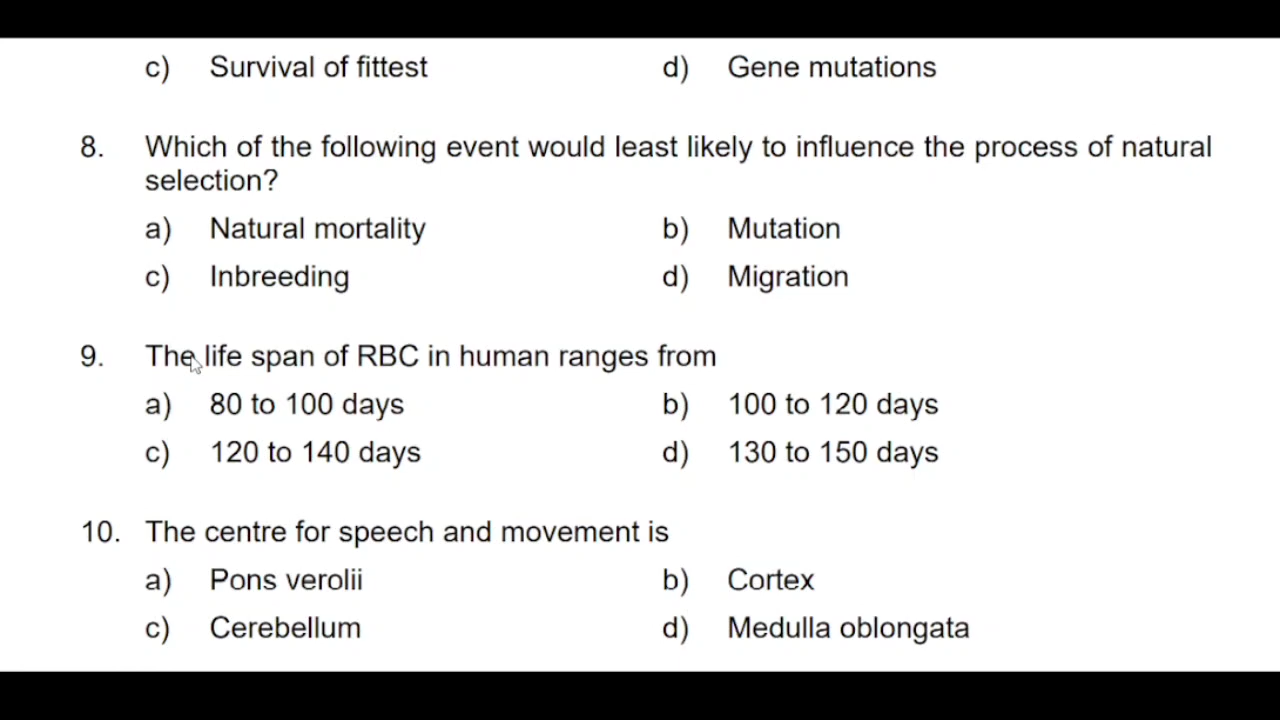 c) Survival of fittest d) Gene mutations
8. Which of the following event would least likely to influence the process of natural
selection?
a) Natural mortality b) Mutation
c) Inbreeding d) Migration
9. The life span of RBC in human ranges from
a) 80 to 100 days b) 100 to 120 days
c) 120 to 140 days d) 130 to 150 days
10. The centre for speech and movement is
a) Pons verolii b) Cortex
c) Cerebellum d) Medulla oblongata